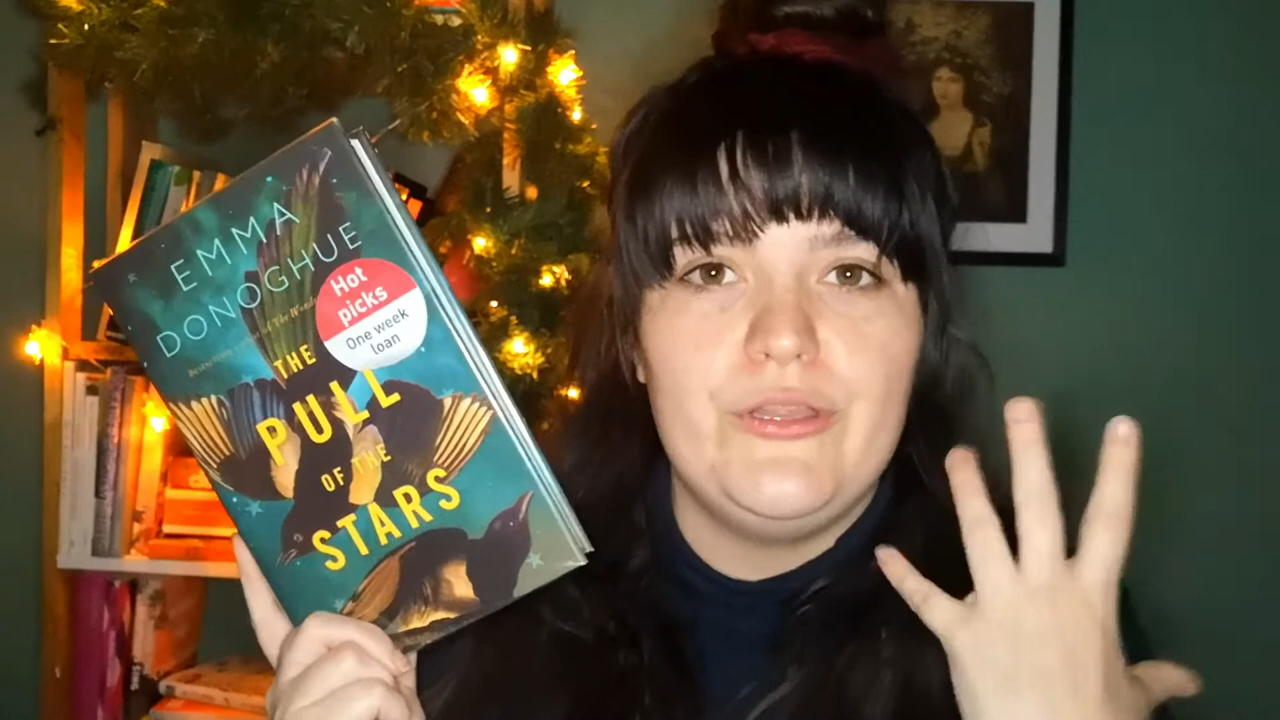 EMMA
DONOGHUE
Hot
picks
One week
loan
THE
PULL
OF THE
STARS